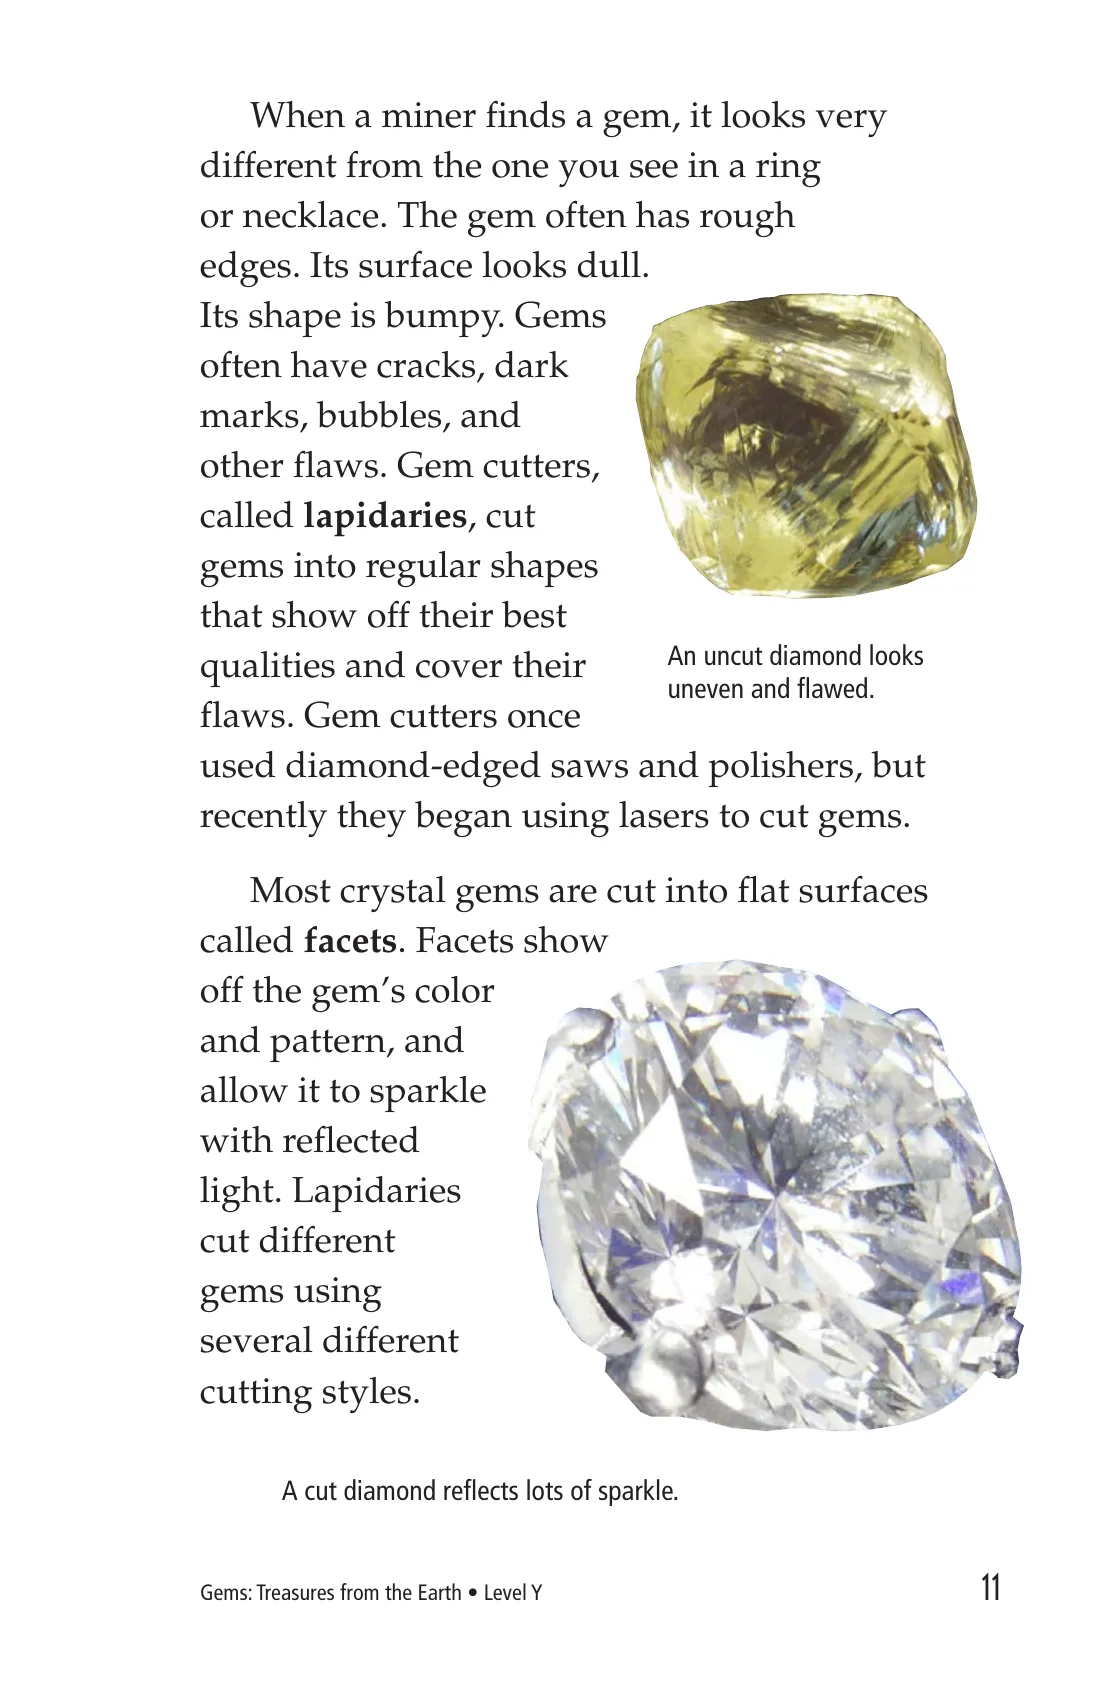 When a miner finds a gem, it looks very
different from the one you see in a ring
or necklace. The gem often has rough
edges. Its surface looks dull.
Its shape is bumpy. Gems
often have cracks, dark
marks, bubbles, and
other flaws. Gem cutters,
called lapidaries, cut
gems into regular shapes
that show off their best
qualities and cover their
flaws. Gem cutters once
used diamond-edged saws and polishers, but
recently they began using lasers to cut gems.
An uncut diamond looks
uneven and flawed.
Most crystal gems are cut into flat surfaces
called facets. Facets show
off the gem’s color
and pattern, and
allow it to sparkle
with reflected
light. Lapidaries
cut different
gems using
several different
cutting styles.
A cut diamond reflects lots of sparkle.
Gems: Treasures from the Earth • Level Y
11